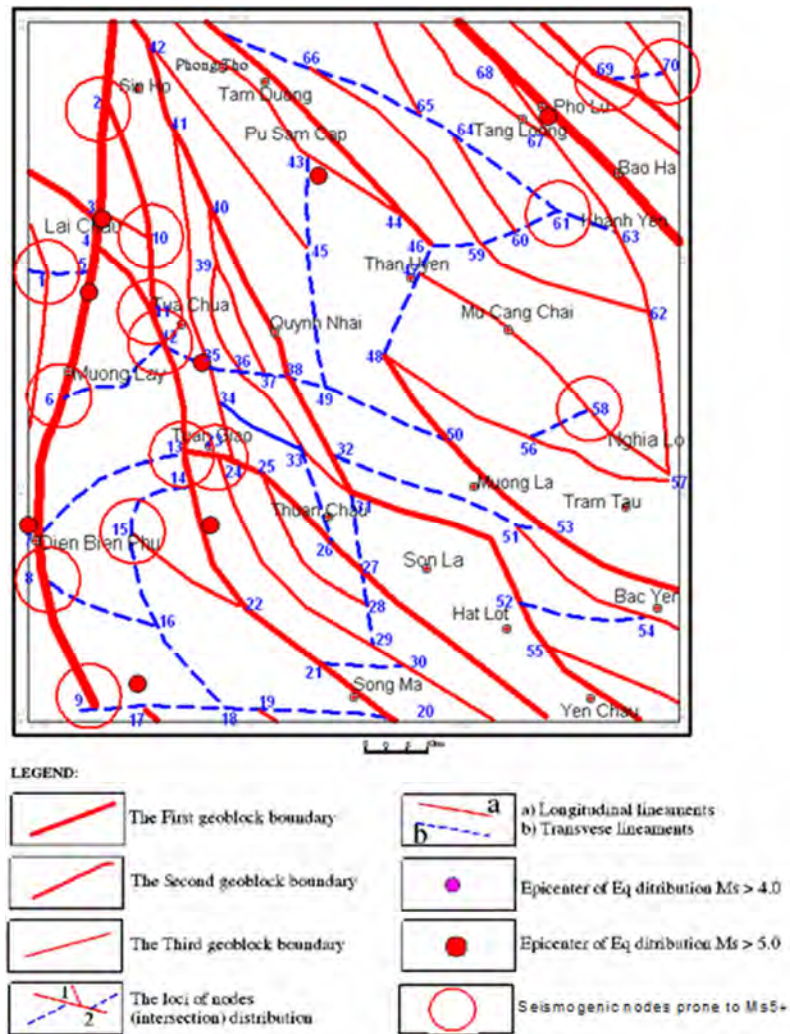 42
66
69
70
Phong Tho
Sin Ho
Tam Duong
68
2
65
Pho Lu
41
Pu Sam Cap
64
Tang Loong
67
43
Bao Ha
3
40
44
61
Lai Chau
Khanh Yen
4
10
46
60
63
45
59
39
5
1
47
Than Uyen
11
Tua Chua
Mu Cang Chai
62
Quynh Nhai
12
35
48
36
Muong Lay
37
38
6
49
34
58
50
56
Nghia Lo
Tuan Giao
13
23
32
33
24
25
57
14
Muong La
31
Tram Tau
15
Thuan Chau
51
53
7
Dien Bien Phu
26
27
Son La
8
22
28
52
Bac Yen
Hat Lot
54
16
29
55
21
30
Song Ma
9
19
20
17
18
Yen Chau
LEGEND:
The First geoblock boundary
a
b
a) Longitudinal lineaments
b) Transvese lineaments
The Second geoblock boundary
Epicenter of Eq ditribution Ms > 4.0
The Third geoblock boundary
Epicenter of Eq ditribution Ms > 5.0
1
2
The loci of nodes
(intersection) distribution
Seismogenic nodes prone to Ms5+